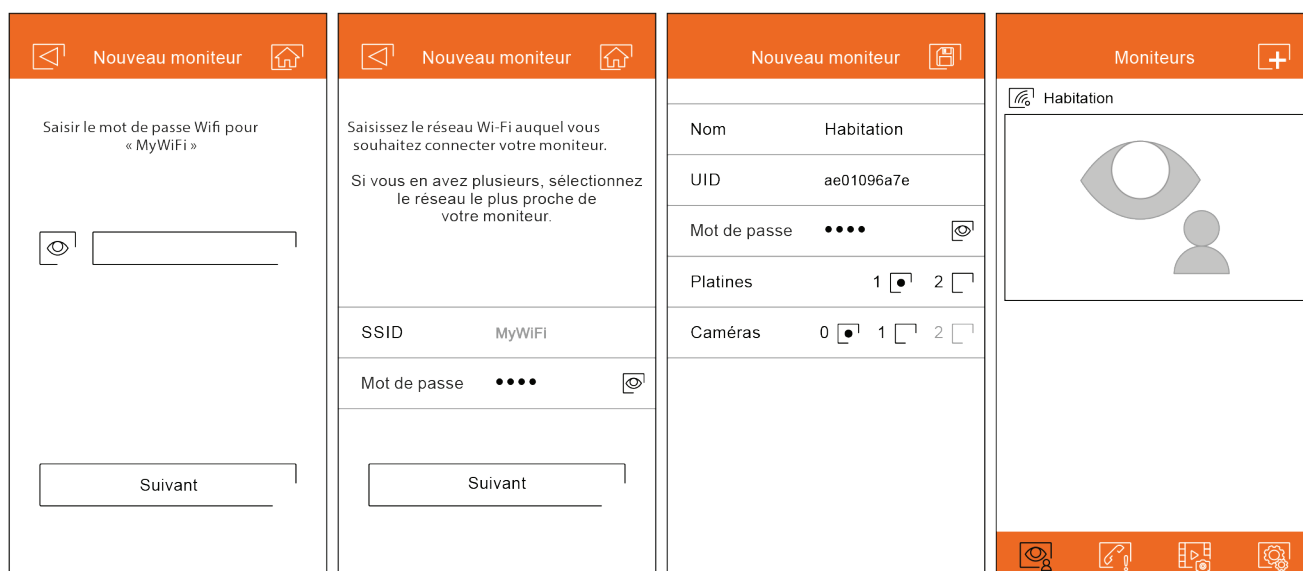 Nouveau moniteur
Saisir le mot de passe Wifi pour
« MyWiFi »
Suivant
Nouveau moniteur
Saisissez le réseau Wi-Fi auquel vous
souhaitez connecter votre moniteur.
Si vous en avez plusieurs, sélectionnez
le réseau le plus proche de
votre moniteur.
SSID MyWiFi
Mot de passe ••••
Suivant
Nouveau moniteur
Nom Habitation
UID ae01096a7e
Mot de passe ••••
Platines 1 2
Caméras 0 1 2
Moniteurs
Habitation